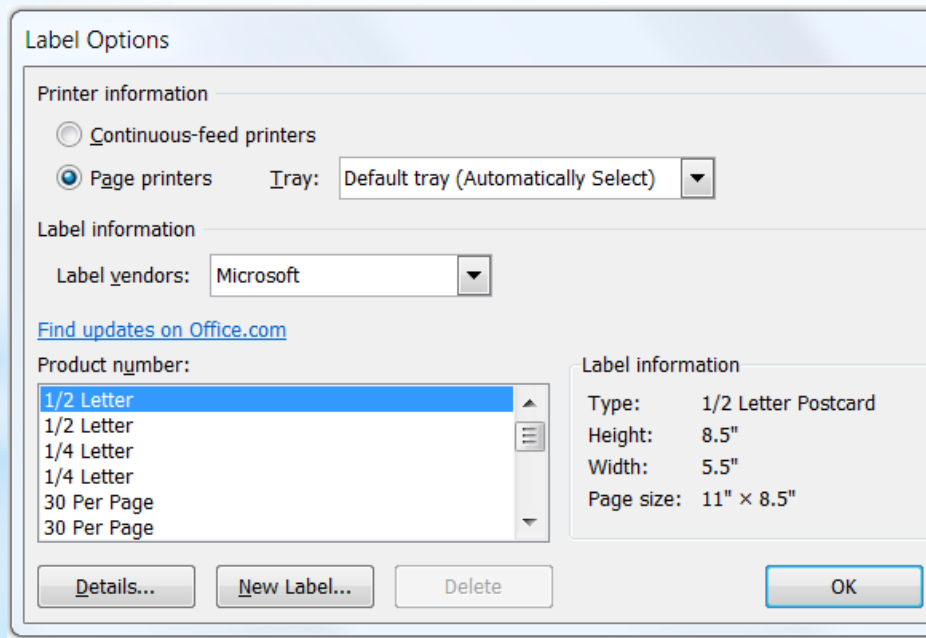 Label Options
Printer information
Continuous-feed printers
Page printers Tray: Default tray (Automatically Select)
Label information
Label vendors: Microsoft
Find updates on Office.com
Product number:
1/2 Letter
1/2 Letter
1/4 Letter
1/4 Letter
30 Per Page
30 Per Page
Label information
Type: 1/2 Letter Postcard
Height: 8.5"
Width: 5.5"
Page size: 11" × 8.5"
Details... New Label... Delete OK